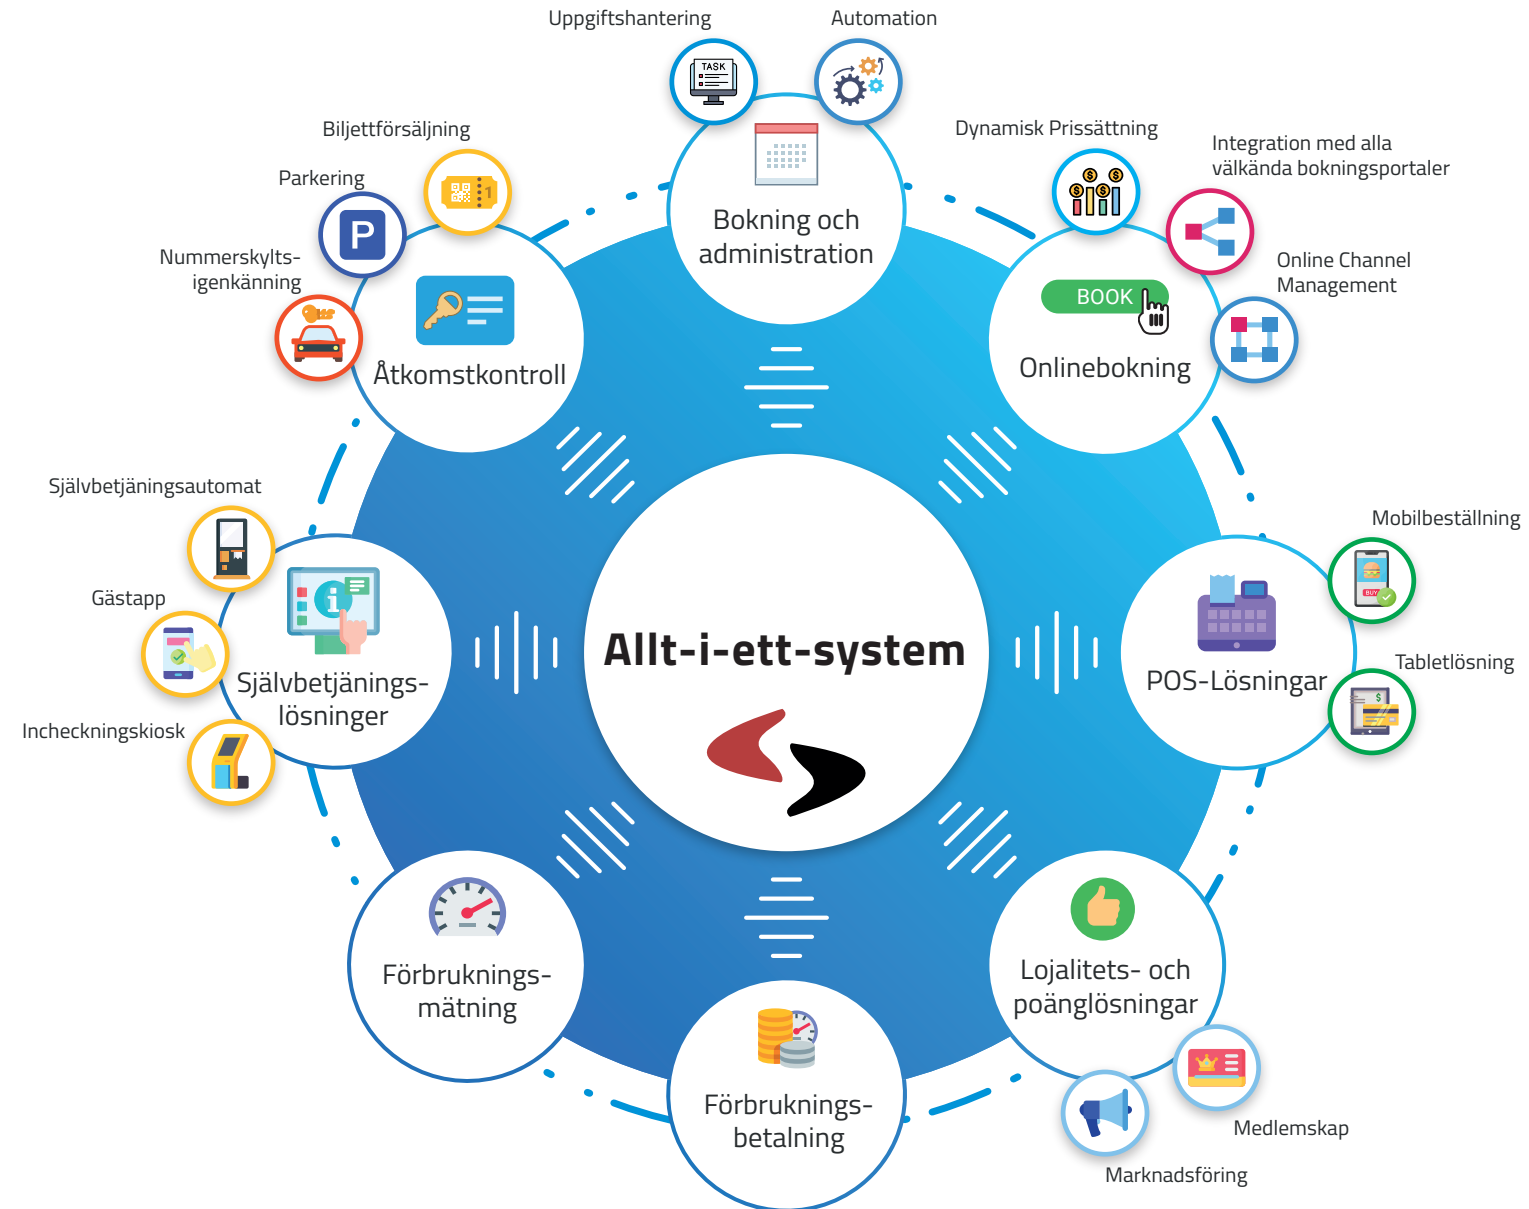 Uppgiftshantering
Automation
TASK
Bokning och
administration
Dynamisk Prissättning
Integration med alla
välkända bokningsportaler
Online Channel
Management
BOOK
Onlinebokning
Mobilbeställning
BUY
Tabletlösning
$
POS-Lösningar
Lojalitets- och
poänglösningar
Medlemskap
Marknadsföring
Förbruknings-
betalning
Förbruknings-
mätning
Självbetjäningsautomat
Gästapp
Incheckningskiosk
i
Självbetjänings-
lösninger
Biljettförsäljning
1
Parkering
P
Nummerskylts-
igenkänning
Åtkomstkontroll
Allt-i-ett-system